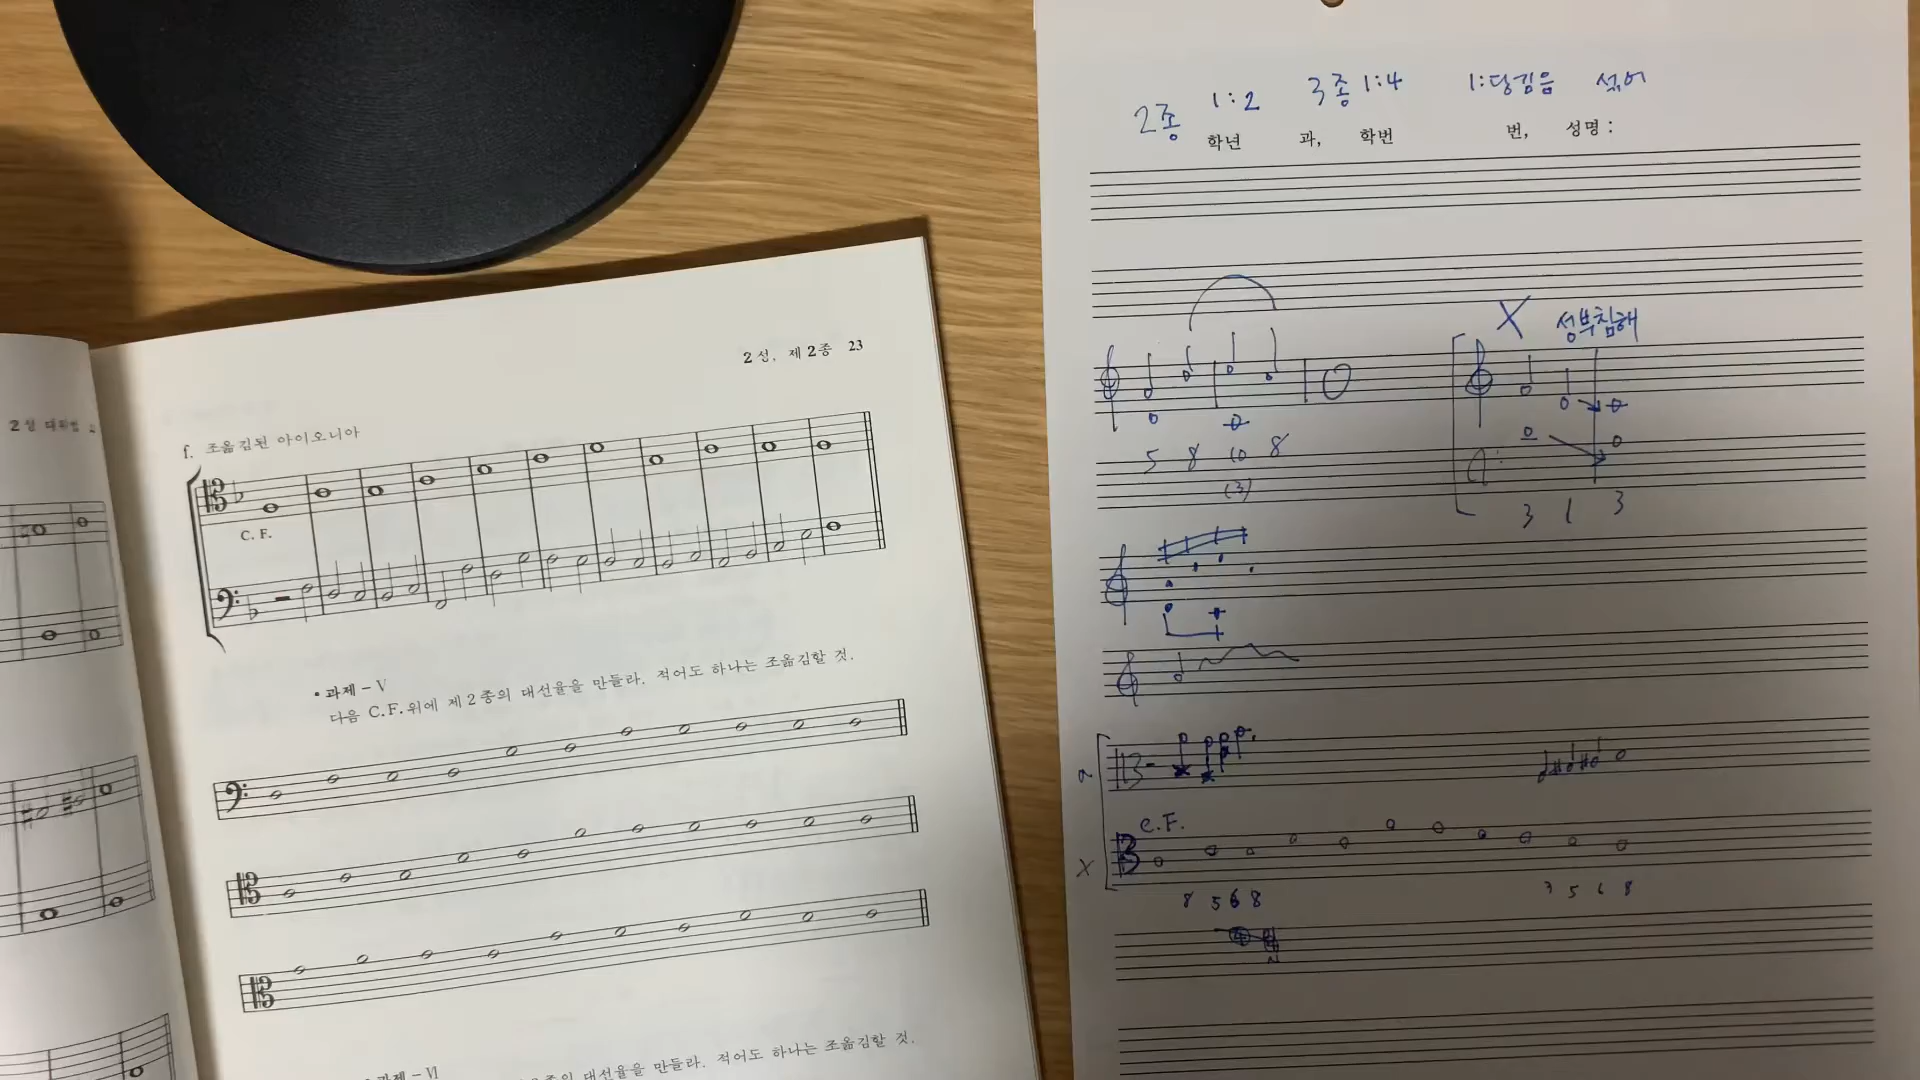 2성, 제2종 23
f. 조옮김된 아이오니아
C. F.
• 과제 – V
다음 C.F.위에 제2종의 대선율을 만들라. 적어도 하나는 조옮김할 것.
과제 – VI
대선율을 만들라. 적어도 하나는 조옮김할 것.
2성 대위법
2종 1:2 3종 1:4 1:당김음 섞어
학년 과, 학번 번, 성명 :
X 성부침해
5 8 10 8
(3)
3 1 3
a
C.F.
8 5 6 8 3 5 6 8